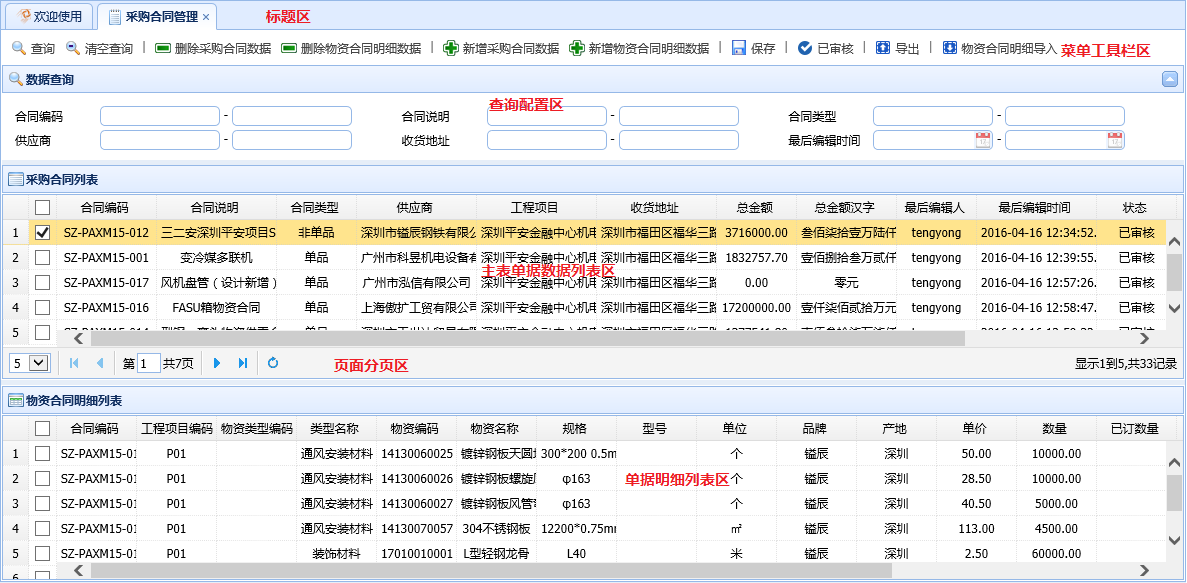 欢迎使用 采购合同管理 × 标题区
查询 清空查询 删除采购合同数据 删除物资合同明细数据 新增采购合同数据 新增物资合同明细数据 保存 已审核 导出 物资合同明细导入 菜单工具栏区
数据查询
合同编码 - 合同说明 查询配置区 - 合同类型 -
供应商 - 收货地址 - 最后编辑时间 -
采购合同列表
合同编码 合同说明 合同类型 供应商 工程项目 收货地址 总金额 总金额汉字 最后编辑人 最后编辑时间 状态
1 SZ-PAXM15-012 三二安深圳平安项目S 非单品 深圳市镒辰钢铁有限公 深圳平安金融中心机电 深圳市福田区福华三路 3716000.00 叁佰柒拾壹万陆仟 tengyong 2016-04-16 12:34:52. 已审核
2 SZ-PAXM15-001 变冷媒多联机 单品 广州市科昱机电设备有 深圳平安金融中心机电 深圳市福田区福华三路 1832757.70 壹佰捌拾叁万贰仟 tengyong 2016-04-16 12:39:55. 已审核
3 SZ-PAXM15-017 风机盘管（设计新增） 单品 广州市泓信有限公司 深圳平安金融中心机电 深圳市福田区福华三路 0.00 零元 tengyong 2016-04-16 12:57:26. 已审核
主表单据数据列表区
4 SZ-PAXM15-016 FASU箱物资合同 单品 上海傲扩工贸有限公司 深圳平安金融中心机电 深圳市福田区福华三路 17200000.00 壹仟柒佰贰拾万元 tengyong 2016-04-16 12:58:47. 已审核
5
5 第 1 共7页 页面分页区 显示1到5,共33记录
物资合同明细列表
合同编码 工程项目编码 物资类型编码 类型名称 物资编码 物资名称 规格 型号 单位 品牌 产地 单价 数量 已订数量
1 SZ-PAXM15-01 P01 通风安装材料 14130060025 镀锌钢板天圆地 300*200 0.5m 个 镒辰 深圳 50.00 10000.00
2 SZ-PAXM15-01 P01 通风安装材料 14130060026 镀锌钢板螺旋风 φ163 单据明细列表区 个 镒辰 深圳 28.50 10000.00
3 SZ-PAXM15-01 P01 通风安装材料 14130060027 镀锌钢板风管 φ163 个 镒辰 深圳 40.50 5000.00
4 SZ-PAXM15-01 P01 通风安装材料 14130070057 304不锈钢板 12200*0.75mm ㎡ 镒辰 深圳 113.00 4500.00
5 SZ-PAXM15-01 P01 装饰材料 17010010001 L型轻钢龙骨 L40 米 镒辰 深圳 2.50 60000.00
6